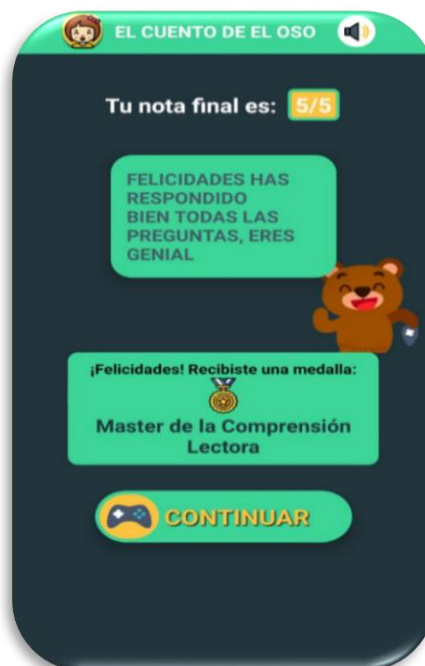 EL CUENTO DE EL OSO
Tu nota final es: 5/5
FELICIDADES HAS
RESPONDIDO
BIEN TODAS LAS
PREGUNTAS, ERES
GENIAL
¡Felicidades! Recibiste una medalla:
Master de la Comprensión
Lectora
CONTINUAR